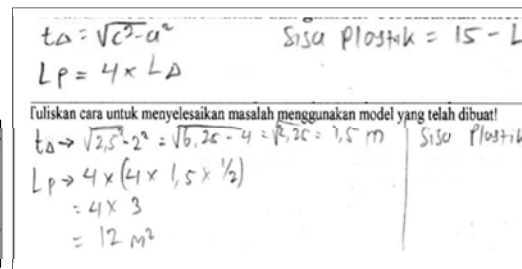 t△ = √c²-a²
Sisa Plastik = 15 - L
Lp = 4 x L△
Tuliskan cara untuk menyelesaikan masalah menggunakan model yang telah dibuat!
t△ → √2,5²-2² = √6,25-4 = √2,25 = 1,5 m
Sisa Plastik
Lp → 4 x (4 x 1,5 x ½)
= 4 x 3
= 12 m²